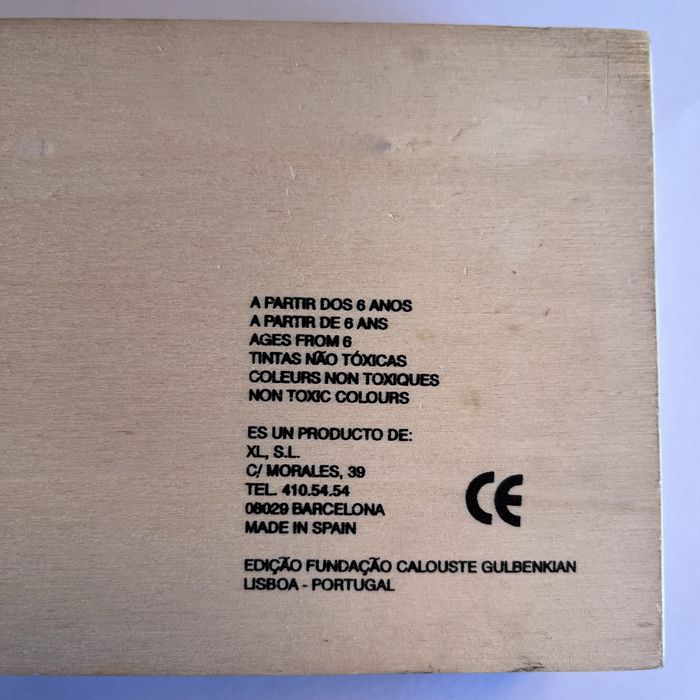 A PARTIR DOS 6 ANOS
A PARTIR DE 6 ANS
AGES FROM 6
TINTAS NÃO TÓXICAS
COLEURS NON TOXIQUES
NON TOXIC COLOURS
ES UN PRODUCTO DE:
XL, S.L.
C/ MORALES, 39
TEL. 410.54.54
08029 BARCELONA
MADE IN SPAIN
CE
EDIÇÃO FUNDAÇÃO CALOUSTE GULBENKIAN
LISBOA - PORTUGAL